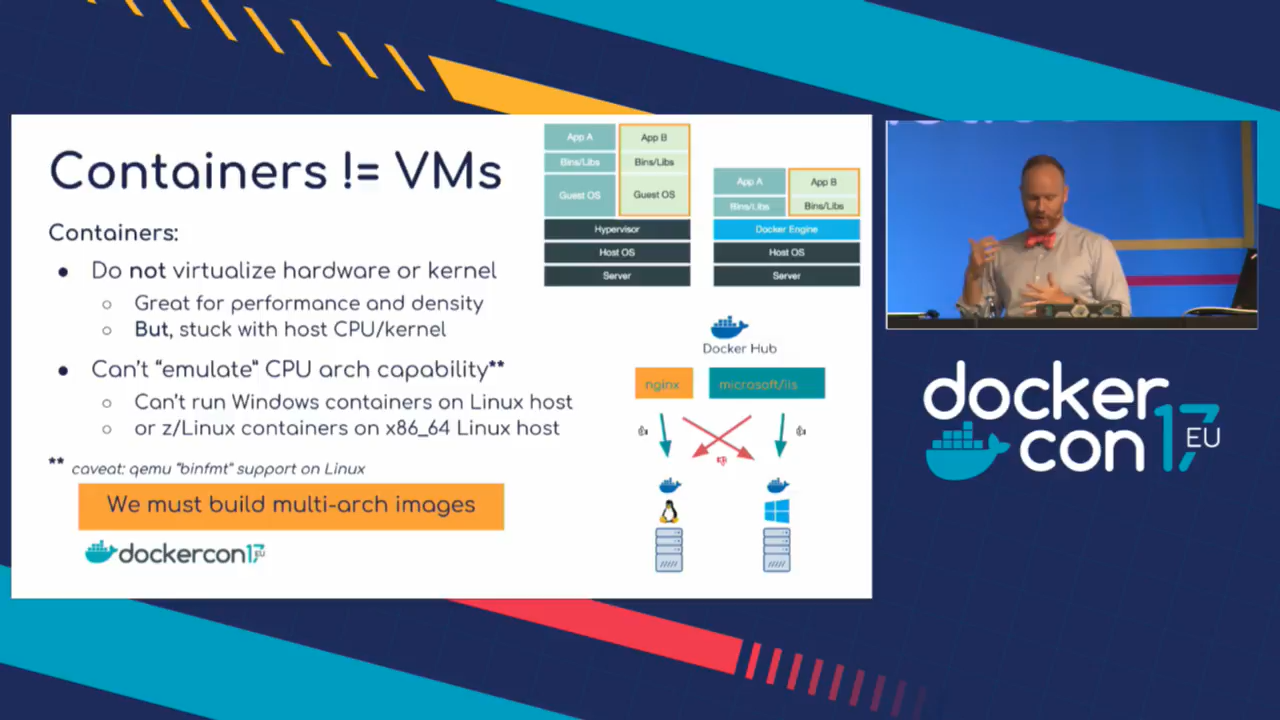 Containers != VMs
Containers:
● Do not virtualize hardware or kernel
○ Great for performance and density
○ But, stuck with host CPU/kernel
● Can't "emulate" CPU arch capability**
○ Can't run Windows containers on Linux host
○ or z/Linux containers on x86_64 Linux host
** caveat: qemu "binfmt" support on Linux
We must build multi-arch images
dockercon17 EU
App A App B
Bins/Libs Bins/Libs
Guest OS Guest OS
Hypervisor
Host OS
Server
App A App B
Bins/Libs Bins/Libs
Docker Engine
Host OS
Server
Docker Hub
nginx microsoft/iis
docker
con 17 EU